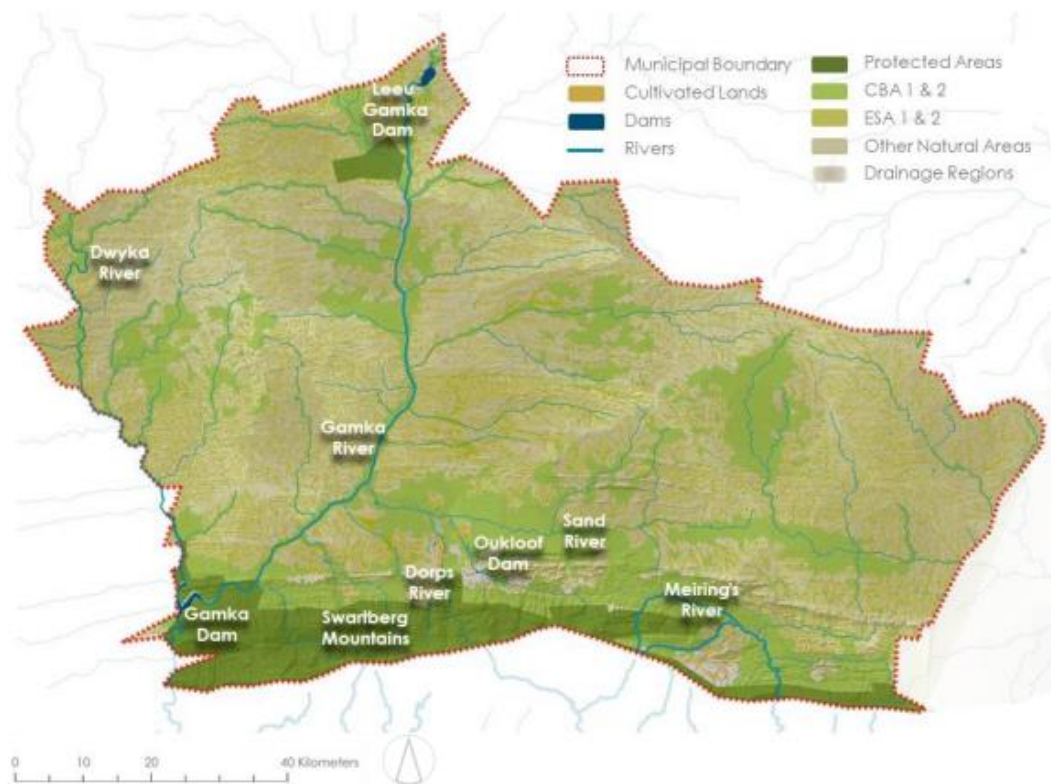 Municipal Boundary
Cultivated Lands
Dams
Rivers
Protected Areas
CBA 1 & 2
ESA 1 & 2
Other Natural Areas
Drainage Regions
Leeu
Gamka
Dam
Dwyka
River
Gamka
River
Sand
River
Oukloof
Dam
Dorps
River
Meiring's
River
Gamka
Dam
Swartberg
Mountains
0 10 20 40 Kilometers